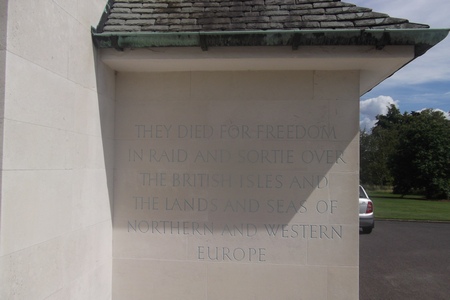 THEY DIED FOR FREEDOM
IN RAID AND SORTIE OVER
THE BRITISH ISLES AND
THE LANDS AND SEAS OF
NORTHERN AND WESTERN
EUROPE